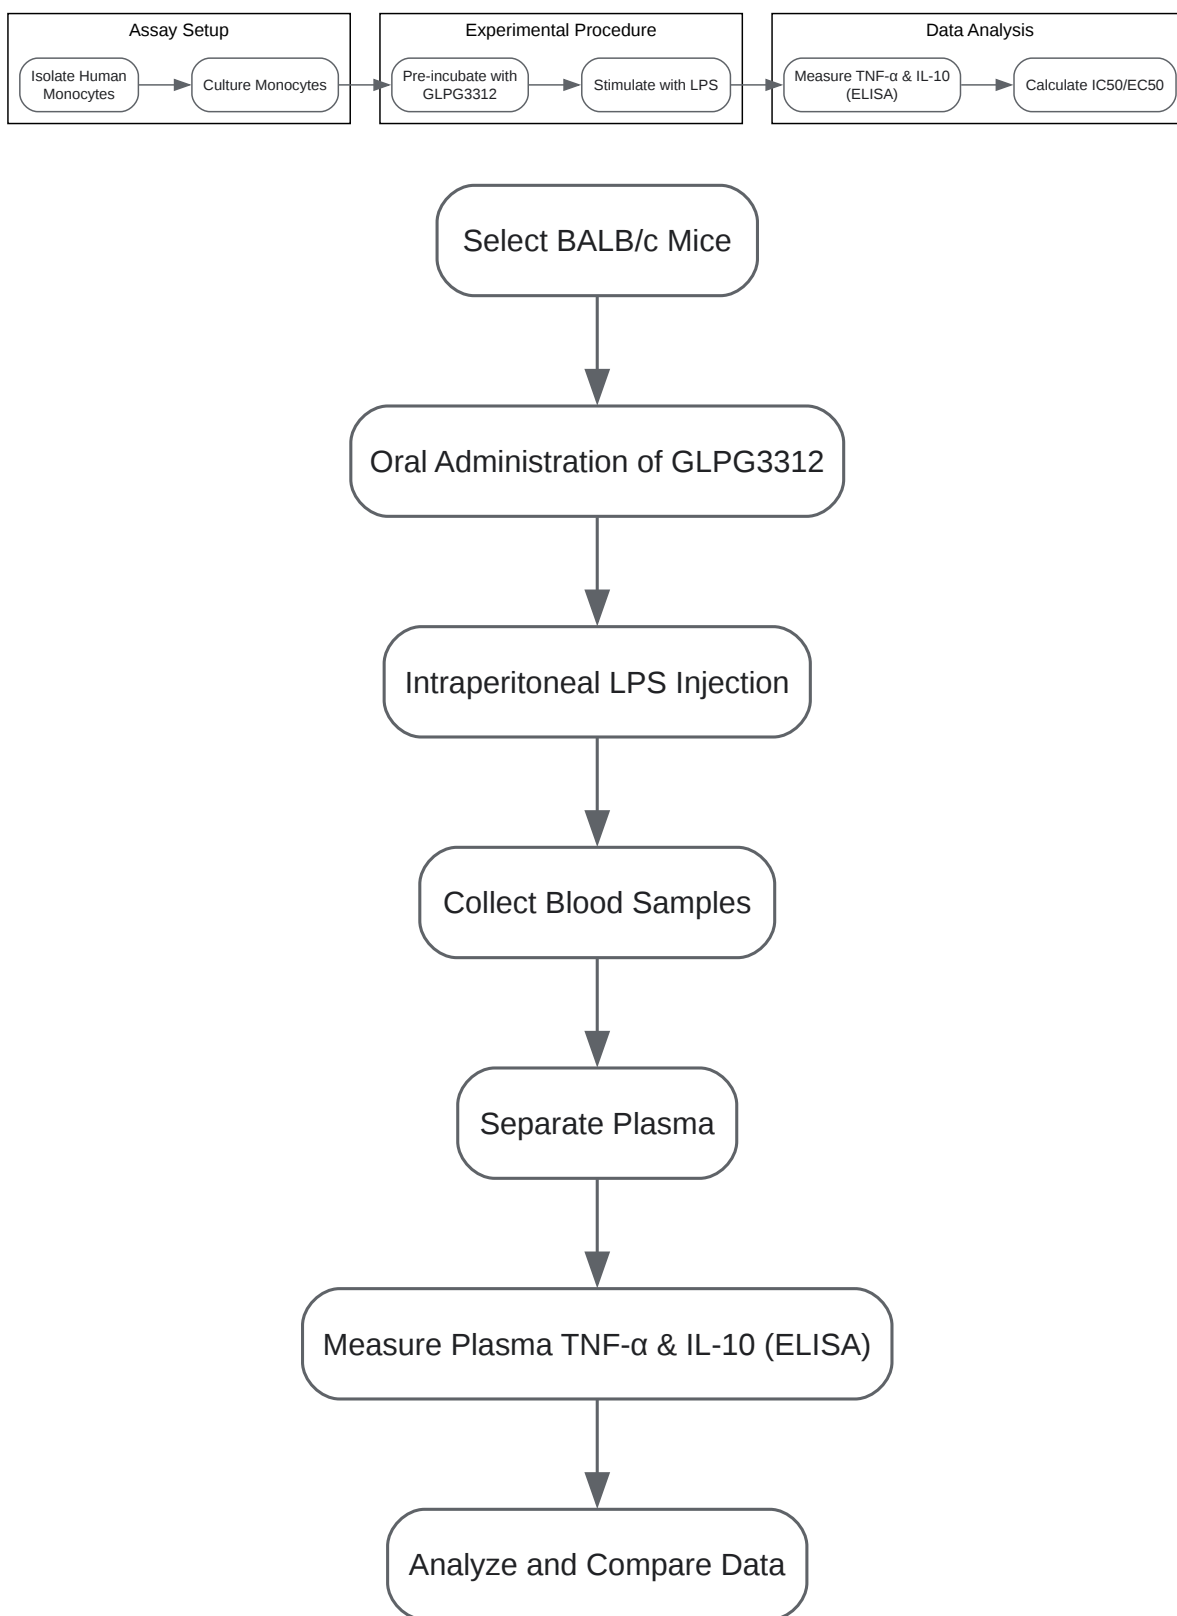 Assay Setup
Isolate Human
Monocytes
Culture Monocytes
Experimental Procedure
Pre-incubate with
GLPG3312
Stimulate with LPS
Data Analysis
Measure TNF-α & IL-10
(ELISA)
Calculate IC50/EC50
Select BALB/c Mice
Oral Administration of GLPG3312
Intraperitoneal LPS Injection
Collect Blood Samples
Separate Plasma
Measure Plasma TNF-α & IL-10 (ELISA)
Analyze and Compare Data